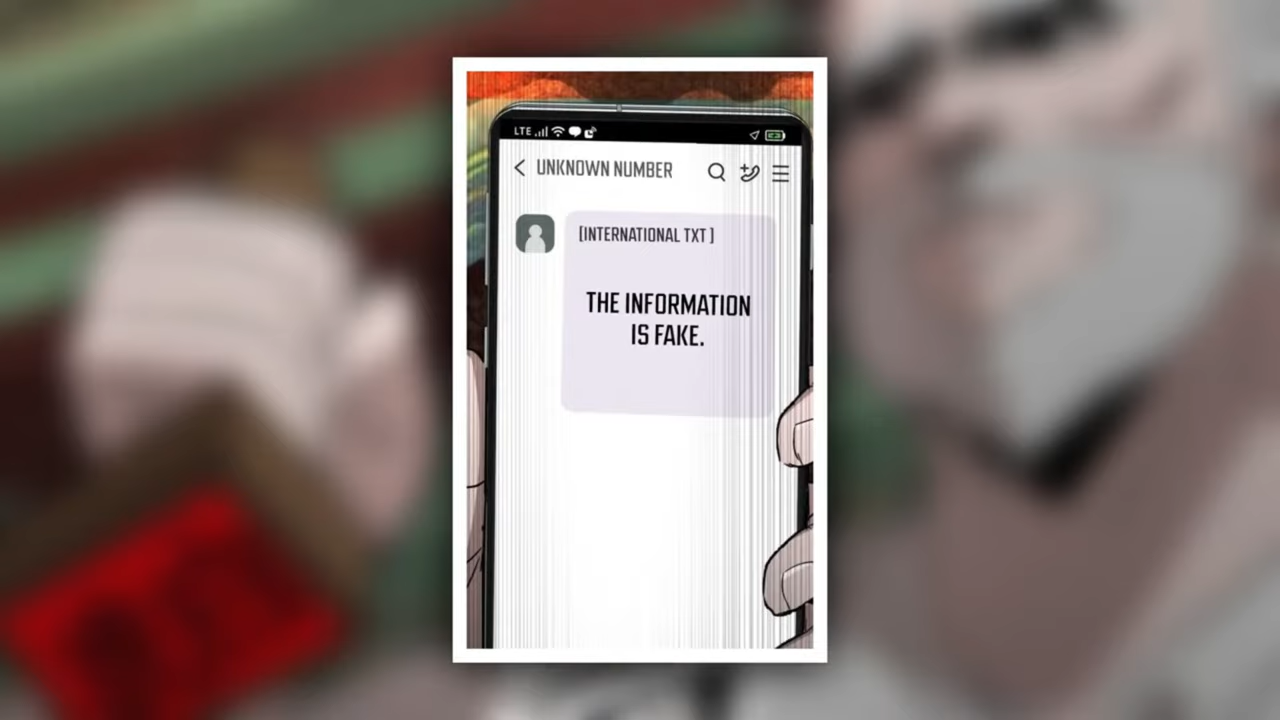 LTE
UNKNOWN NUMBER
[INTERNATIONAL TXT ]
THE INFORMATION
IS FAKE.